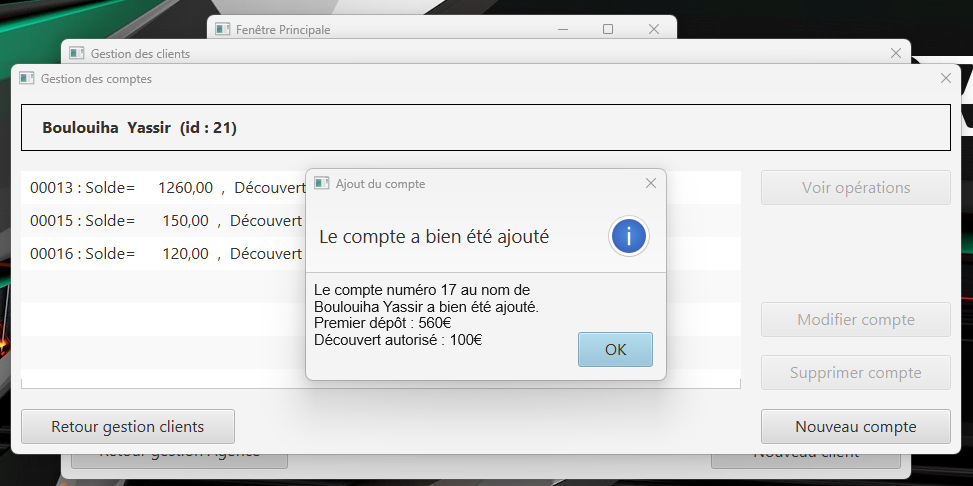 Fenêtre Principale
Gestion des clients
Gestion des comptes
Boulouiha Yassir (id : 21)
00013 : Solde= 1260,00 , Découvert
00015 : Solde= 150,00 , Découvert
00016 : Solde= 120,00 , Découvert
Voir opérations
Modifier compte
Supprimer compte
Ajout du compte
Le compte a bien été ajouté
i
Le compte numéro 17 au nom de
Boulouiha Yassir a bien été ajouté.
Premier dépôt : 560€
Découvert autorisé : 100€
OK
Retour gestion clients
Nouveau compte
Retour gestion Agence
Nouveau client